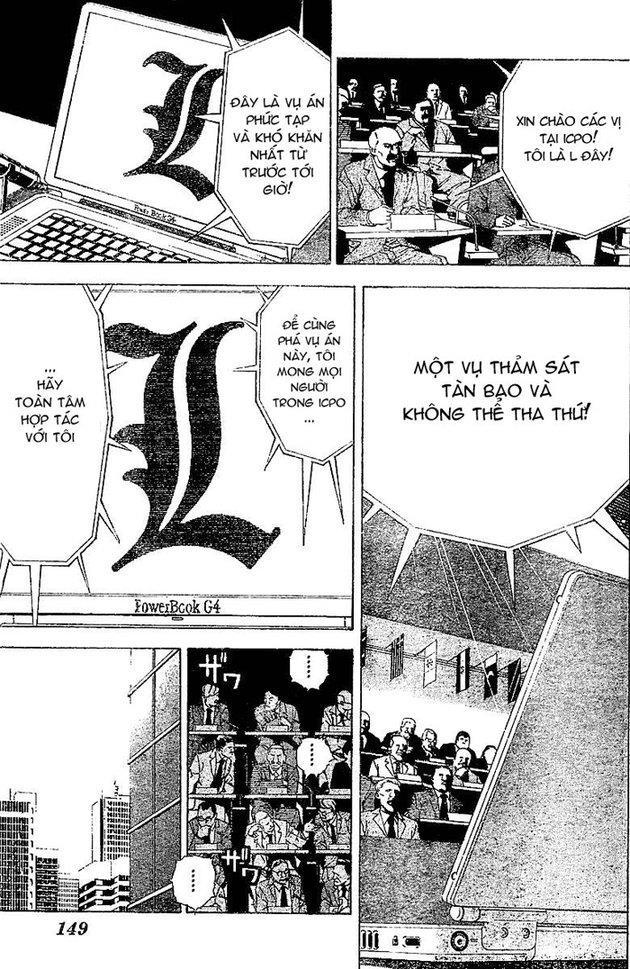 XIN CHÀO CÁC VỊ
TẠI ICPO!
TÔI LÀ L ĐÂY!
ĐÂY LÀ VỤ ÁN
PHỨC TẠP
VÀ KHÓ KHĂN
NHẤT TỪ
TRƯỚC TỚI
GIỜ!
L
MỘT VỤ THẢM SÁT
TÀN BẠO VÀ
KHÔNG THỂ THA THỨ!
ĐỂ CÙNG
PHÁ VỤ ÁN
NÀY, TÔI
MONG MỌI
NGƯỜI
TRONG ICPO
...
L
...
HÃY
TOÀN TÂM
HỢP TÁC
VỚI TÔI
PowerBook G4
ザワ
ザワ
149